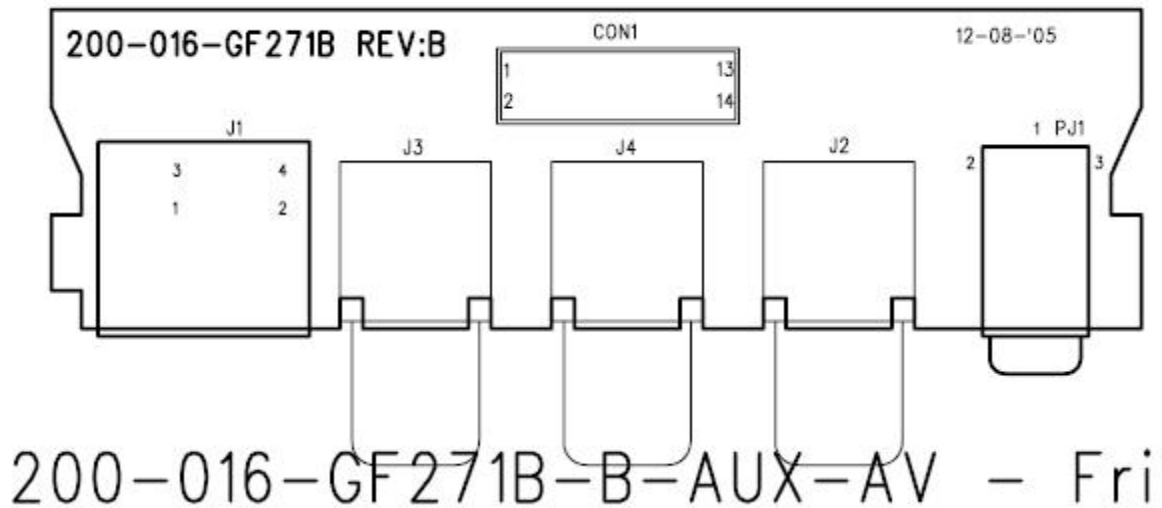 200-016-GF271B REV:B
CON1
12-08-'05
1 13
2 14
J1
J3
J4
J2
1 PJ1
3 4
2 3
1 2
200-016-GF271B-B-AUX-AV - Fri